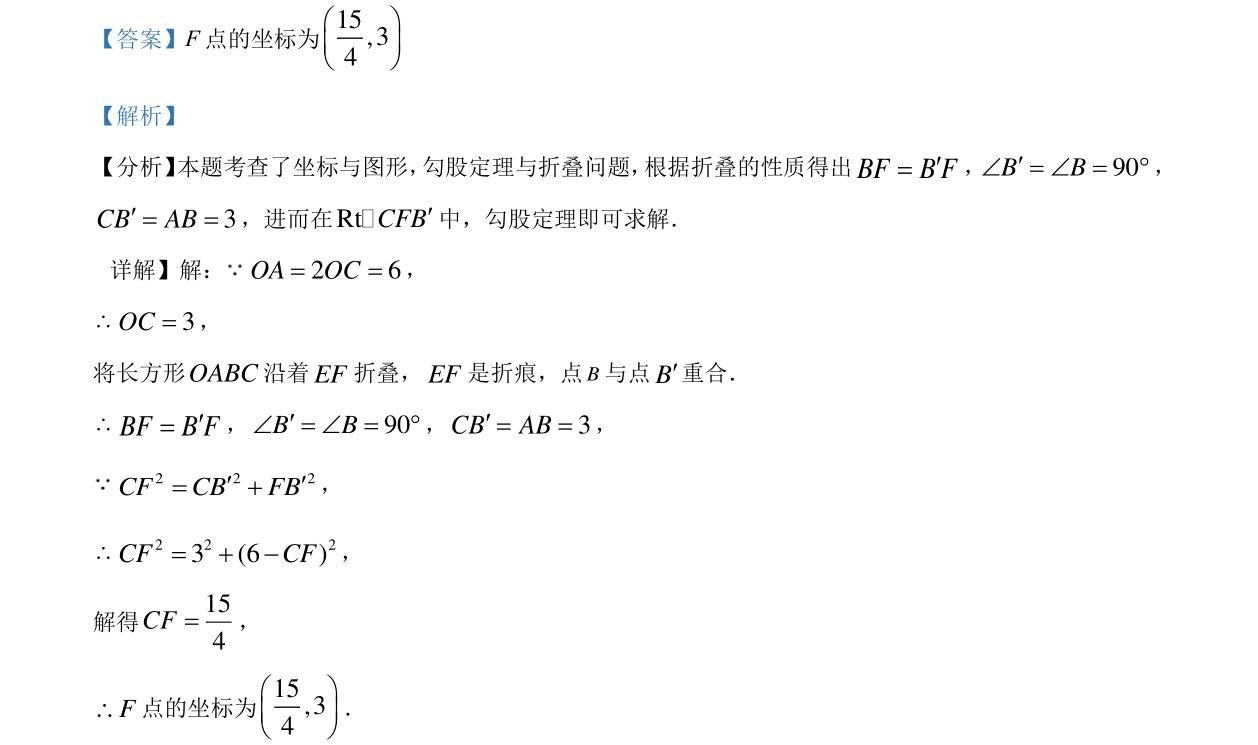 【答案】F 点的坐标为(15/4,3)
【解析】
【分析】本题考查了坐标与图形，勾股定理与折叠问题，根据折叠的性质得出 BF = B′F ，∠B′ = ∠B = 90°，
CB′ = AB = 3，进而在 Rt□CFB′ 中，勾股定理即可求解．
详解】解：∵ OA = 2OC = 6，
∴ OC = 3，
将长方形 OABC 沿着 EF 折叠， EF 是折痕，点 B 与点 B′ 重合．
∴ BF = B′F ，∠B′ = ∠B = 90°，CB′ = AB = 3，
∵ CF² = CB′² + FB′²，
∴ CF² = 3² + (6 − CF)²，
解得 CF = 15/4，
∴ F 点的坐标为(15/4,3)．